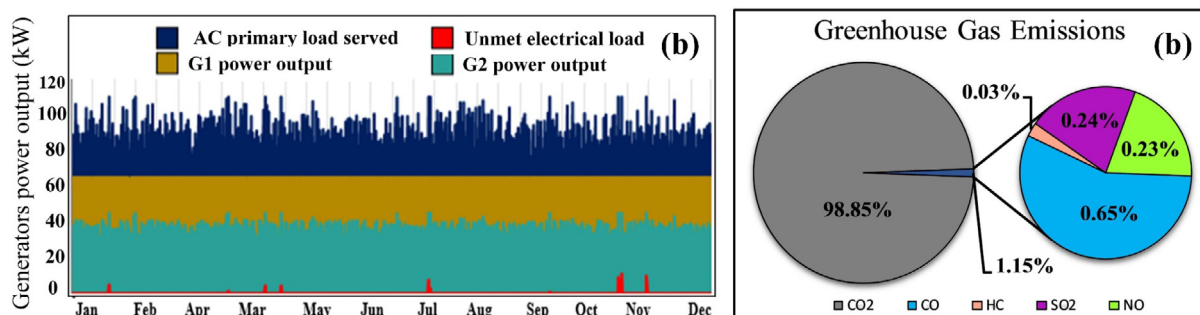 AC primary load served
Unmet electrical load
(b)
G1 power output
G2 power output
Generators power output (kW)
120
100
80
60
40
20
0
Jan Feb Apr Mar May Jun Jul Aug Sep Oct Nov Dec
Greenhouse Gas Emissions
(b)
0.03%
0.24%
0.23%
98.85%
0.65%
1.15%
CO2 CO HC SO2 NO